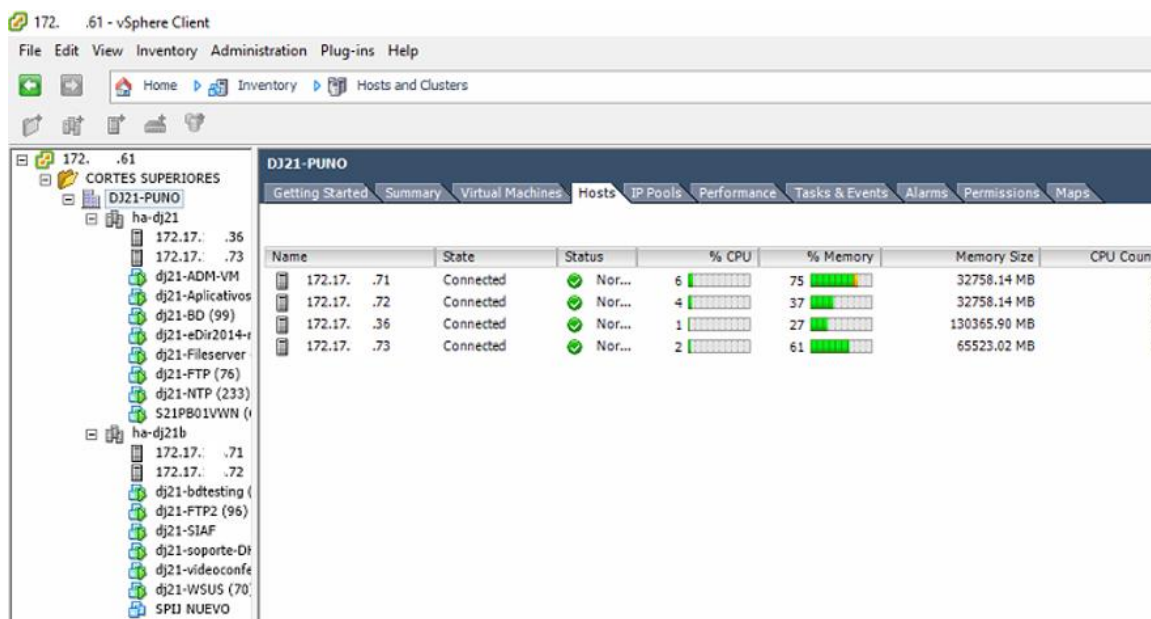 172. .61 - vSphere Client
File Edit View Inventory Administration Plug-ins Help
Home Inventory Hosts and Clusters
172. .61
CORTES SUPERIORES
DJ21-PUNO
ha-dj21
172.17. .36
172.17. .73
dj21-ADM-VM
dj21-Aplicativos
dj21-BD (99)
dj21-eDir2014-r
dj21-Fileserver
dj21-FTP (76)
dj21-NTP (233)
S21PB01VWN (
ha-dj21b
172.17. .71
172.17. .72
dj21-bdtesting (
dj21-FTP2 (96)
dj21-SIAF
dj21-soporte-DH
dj21-videoconfe
dj21-WSUS (70)
SPIJ NUEVO
DJ21-PUNO
Getting Started Summary Virtual Machines Hosts IP Pools Performance Tasks & Events Alarms Permissions Maps
Name State Status % CPU % Memory Memory Size CPU Coun
172.17. .71 Connected Nor... 6 75 32758.14 MB
172.17. .72 Connected Nor... 4 37 32758.14 MB
172.17. .36 Connected Nor... 1 27 130365.90 MB
172.17. .73 Connected Nor... 2 61 65523.02 MB